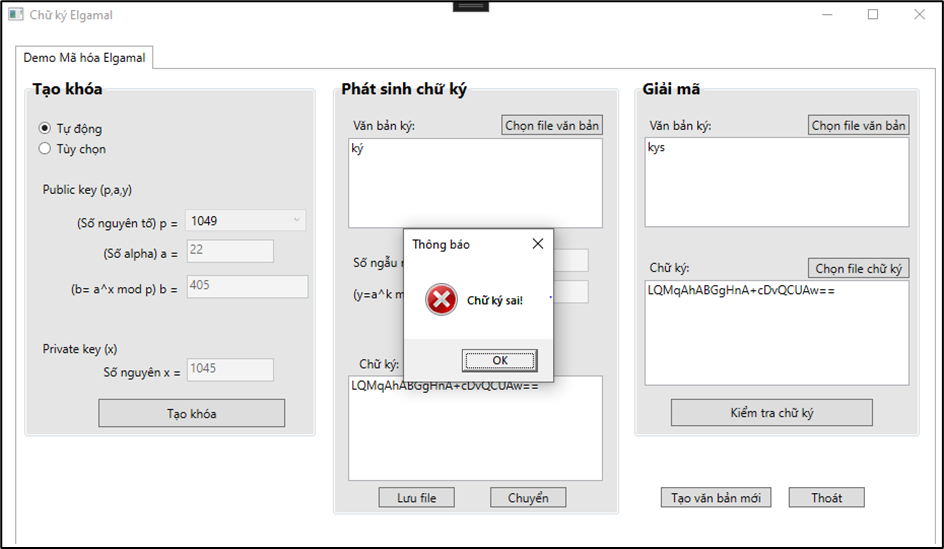 Chữ ký Elgamal
Demo Mã hóa Elgamal
Tạo khóa
Tự động
Tùy chọn
Public key (p,a,y)
(Số nguyên tố) p = 1049
(Số alpha) a = 22
(b= a^x mod p) b = 405
Private key (x)
Số nguyên x = 1045
Tạo khóa
Phát sinh chữ ký
Văn bản ký: Chọn file văn bản
ký
Số ngẫu
(y=a^k
Chữ ký:
LQMqAhABGgHnA+cDvQCUAw==
Lưu file Chuyển
Thông báo
Chữ ký sai!
OK
Giải mã
Văn bản ký: Chọn file văn bản
kys
Chữ ký: Chọn file chữ ký
LQMqAhABGgHnA+cDvQCUAw==
Kiểm tra chữ ký
Tạo văn bản mới Thoát